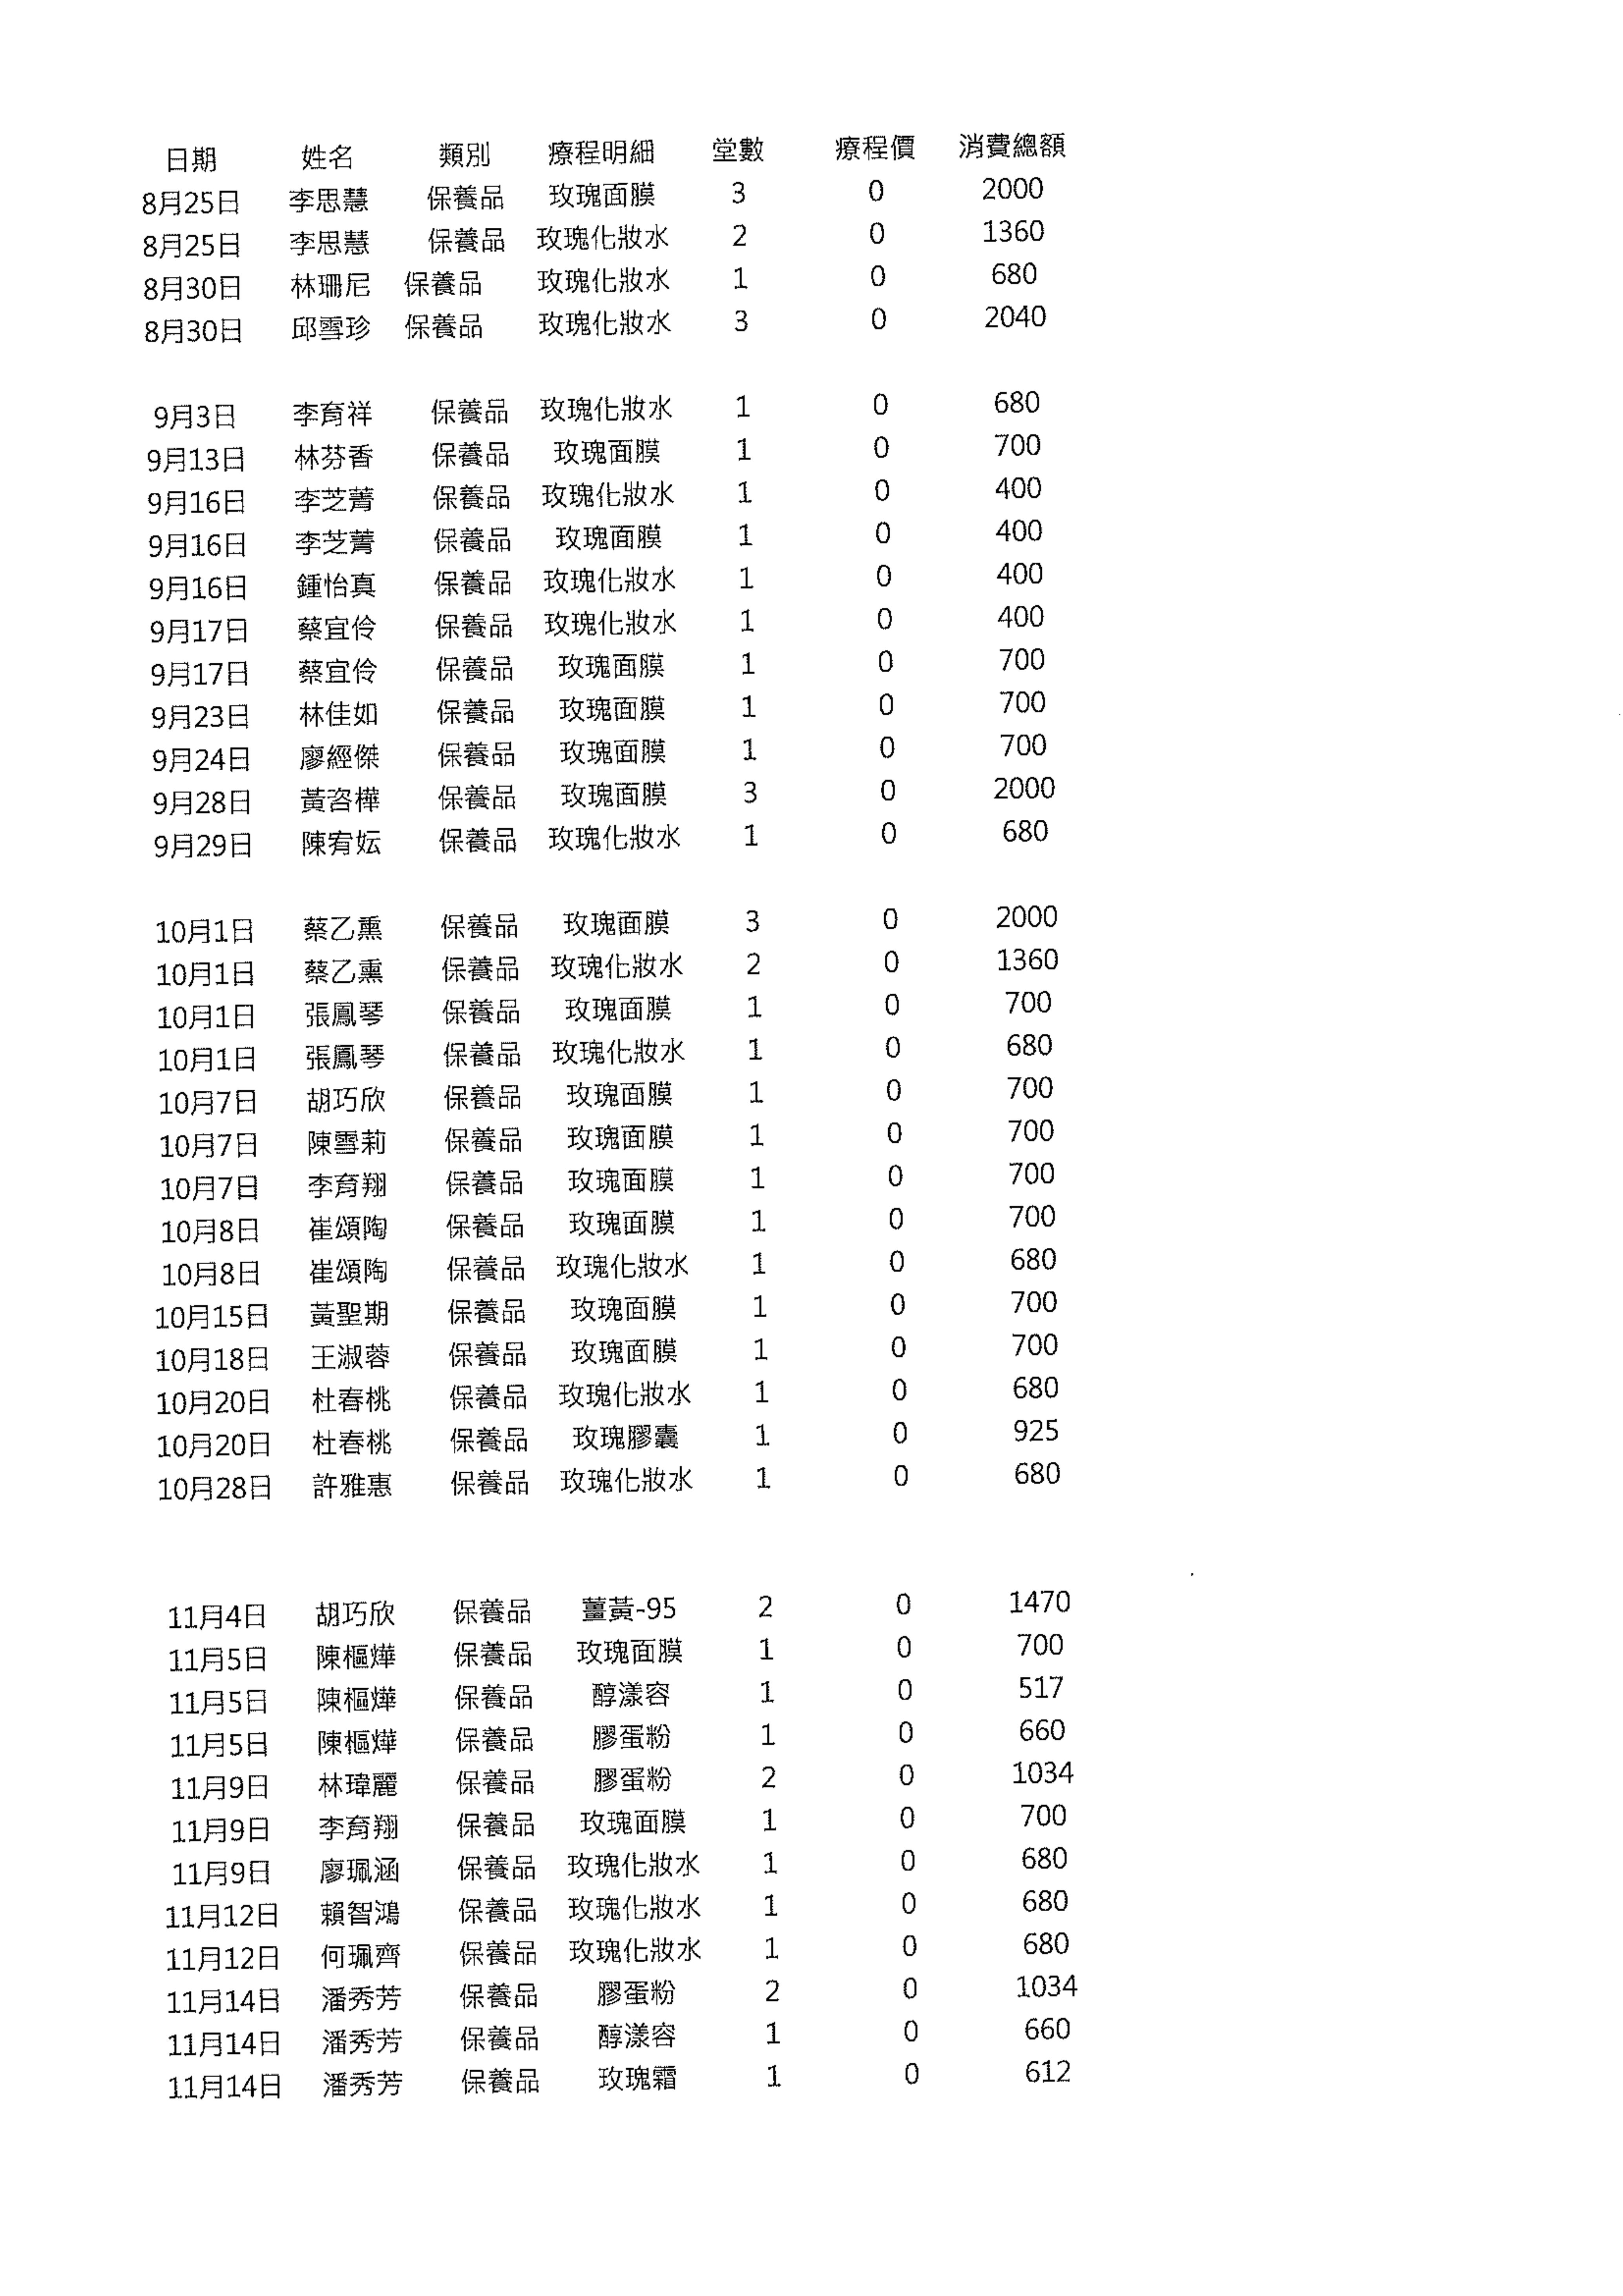 日期 姓名 類別 療程明細 堂數 療程價 消費總額
8月25日 李思慧 保養品 玫瑰面膜 3 0 2000
8月25日 李思慧 保養品 玫瑰化妝水 2 0 1360
8月30日 林珊尼 保養品 玫瑰化妝水 1 0 680
8月30日 邱雪珍 保養品 玫瑰化妝水 3 0 2040
9月3日 李育祥 保養品 玫瑰化妝水 1 0 680
9月13日 林芬香 保養品 玫瑰面膜 1 0 700
9月16日 李芝菁 保養品 玫瑰化妝水 1 0 400
9月16日 李芝菁 保養品 玫瑰面膜 1 0 400
9月16日 鍾怡真 保養品 玫瑰化妝水 1 0 400
9月17日 蔡宜伶 保養品 玫瑰化妝水 1 0 400
9月17日 蔡宜伶 保養品 玫瑰面膜 1 0 700
9月23日 林佳如 保養品 玫瑰面膜 1 0 700
9月24日 廖經傑 保養品 玫瑰面膜 1 0 700
9月28日 黃咨樺 保養品 玫瑰面膜 3 0 2000
9月29日 陳宥妘 保養品 玫瑰化妝水 1 0 680
10月1日 蔡乙熏 保養品 玫瑰面膜 3 0 2000
10月1日 蔡乙熏 保養品 玫瑰化妝水 2 0 1360
10月1日 張鳳琴 保養品 玫瑰面膜 1 0 700
10月1日 張鳳琴 保養品 玫瑰化妝水 1 0 680
10月7日 胡巧欣 保養品 玫瑰面膜 1 0 700
10月7日 陳雪莉 保養品 玫瑰面膜 1 0 700
10月7日 李育翔 保養品 玫瑰面膜 1 0 700
10月8日 崔頌陶 保養品 玫瑰面膜 1 0 700
10月8日 崔頌陶 保養品 玫瑰化妝水 1 0 680
10月15日 黃聖期 保養品 玫瑰面膜 1 0 700
10月18日 王淑蓉 保養品 玫瑰面膜 1 0 700
10月20日 杜春桃 保養品 玫瑰化妝水 1 0 680
10月20日 杜春桃 保養品 玫瑰膠囊 1 0 925
10月28日 許雅惠 保養品 玫瑰化妝水 1 0 680
11月4日 胡巧欣 保養品 薑黃-95 2 0 1470
11月5日 陳樞燁 保養品 玫瑰面膜 1 0 700
11月5日 陳樞燁 保養品 醇漾容 1 0 517
11月5日 陳樞燁 保養品 膠蛋粉 1 0 660
11月9日 林瑋麗 保養品 膠蛋粉 2 0 1034
11月9日 李育翔 保養品 玫瑰面膜 1 0 700
11月9日 廖珮涵 保養品 玫瑰化妝水 1 0 680
11月12日 賴智鴻 保養品 玫瑰化妝水 1 0 680
11月12日 何珮齊 保養品 玫瑰化妝水 1 0 680
11月14日 潘秀芳 保養品 膠蛋粉 2 0 1034
11月14日 潘秀芳 保養品 醇漾容 1 0 660
11月14日 潘秀芳 保養品 玫瑰霜 1 0 612